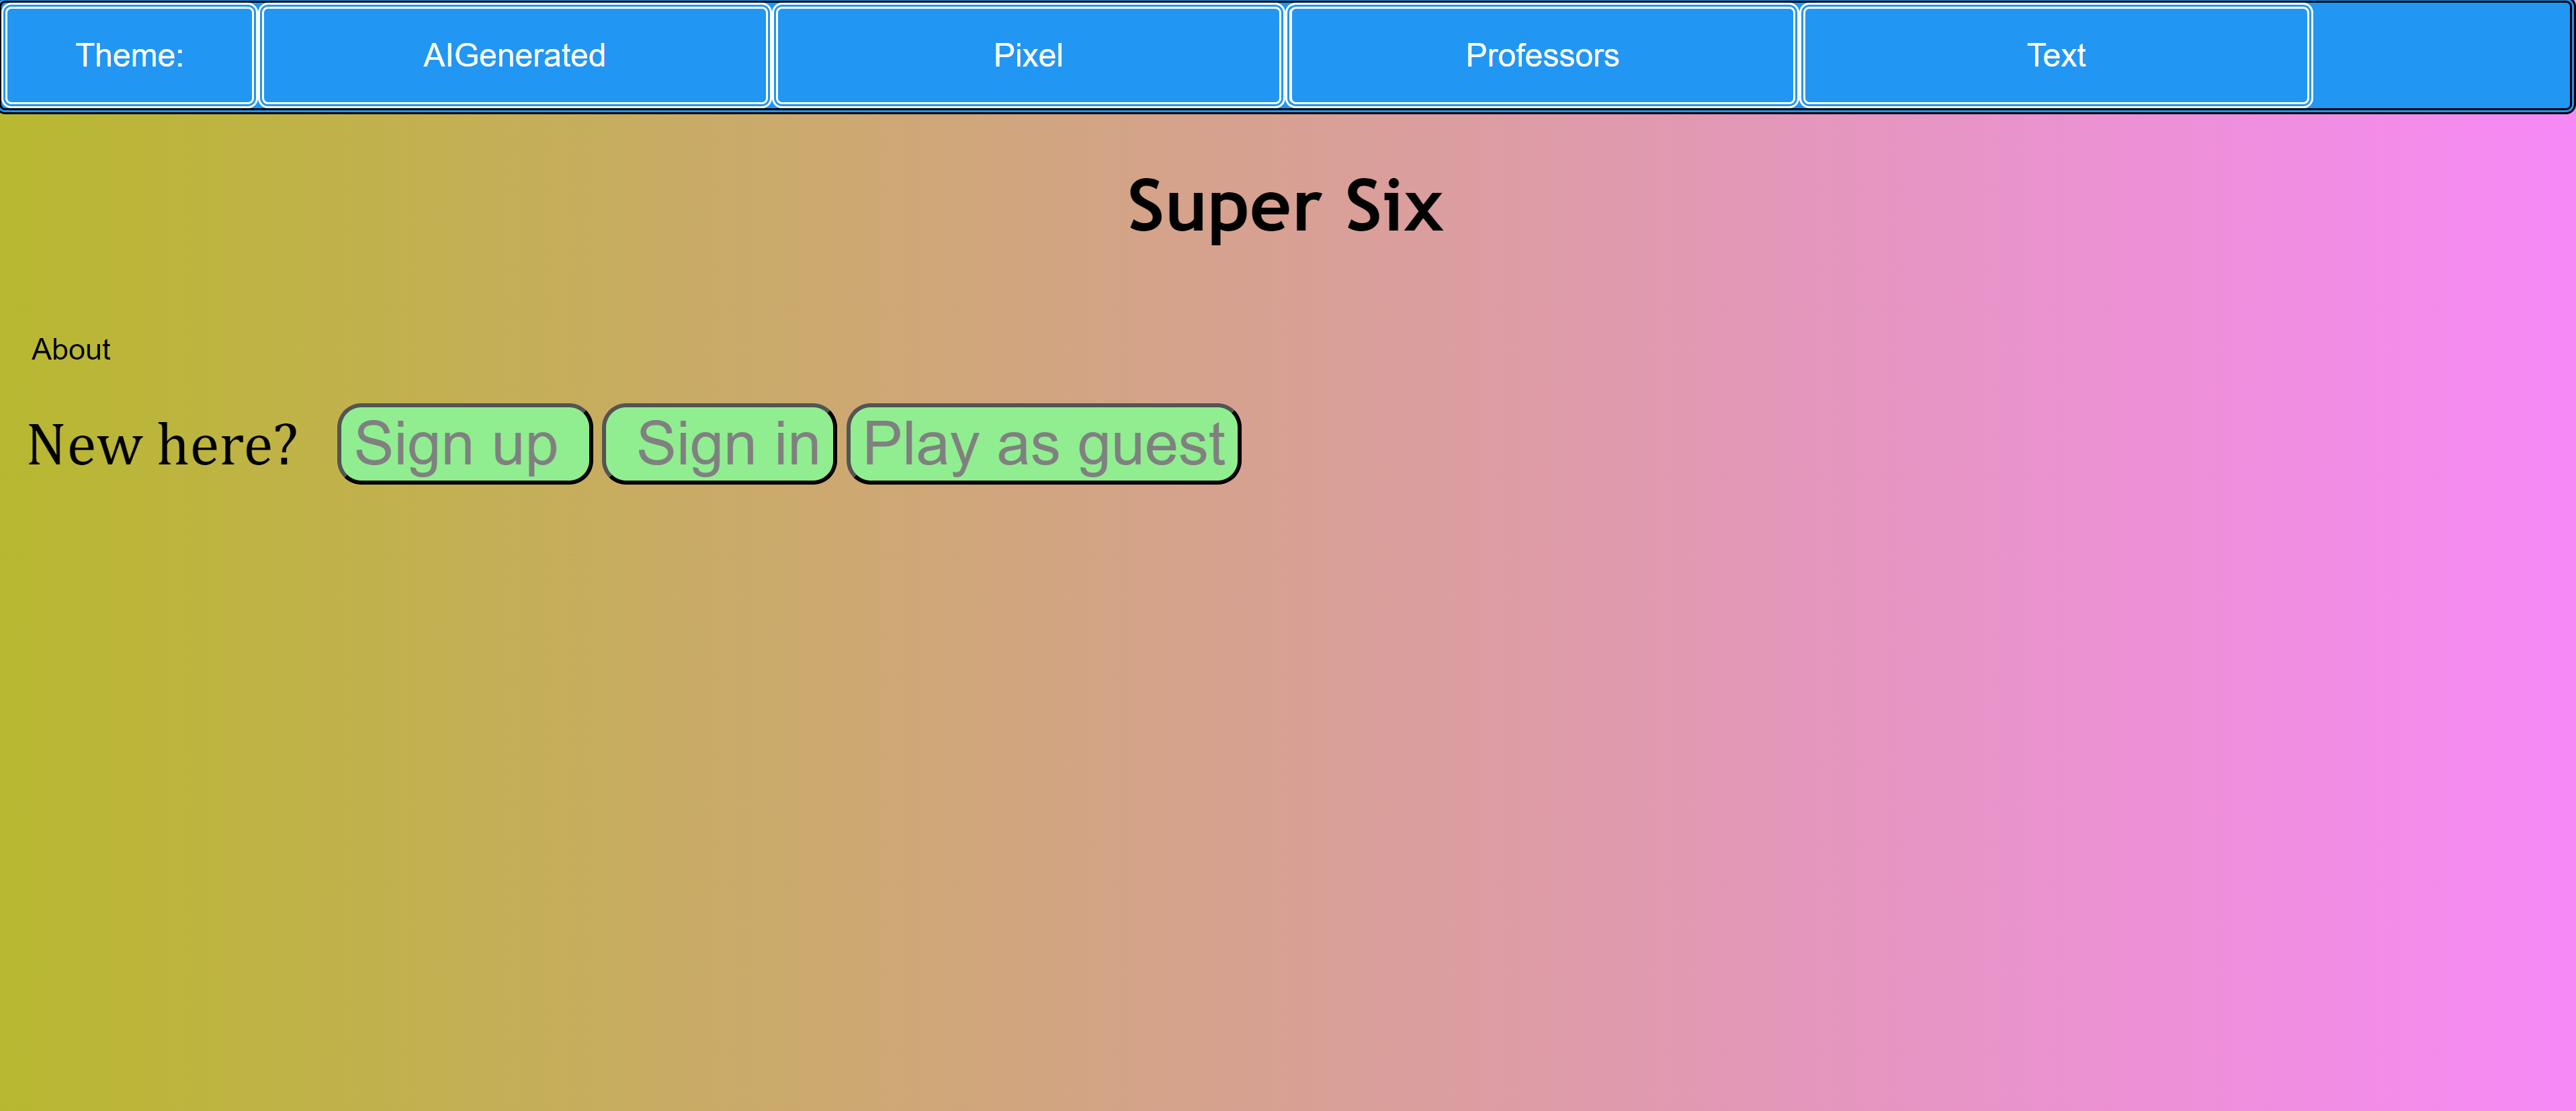 Theme: AIGenerated Pixel Professors Text
Super Six
About
New here? Sign up Sign in Play as guest